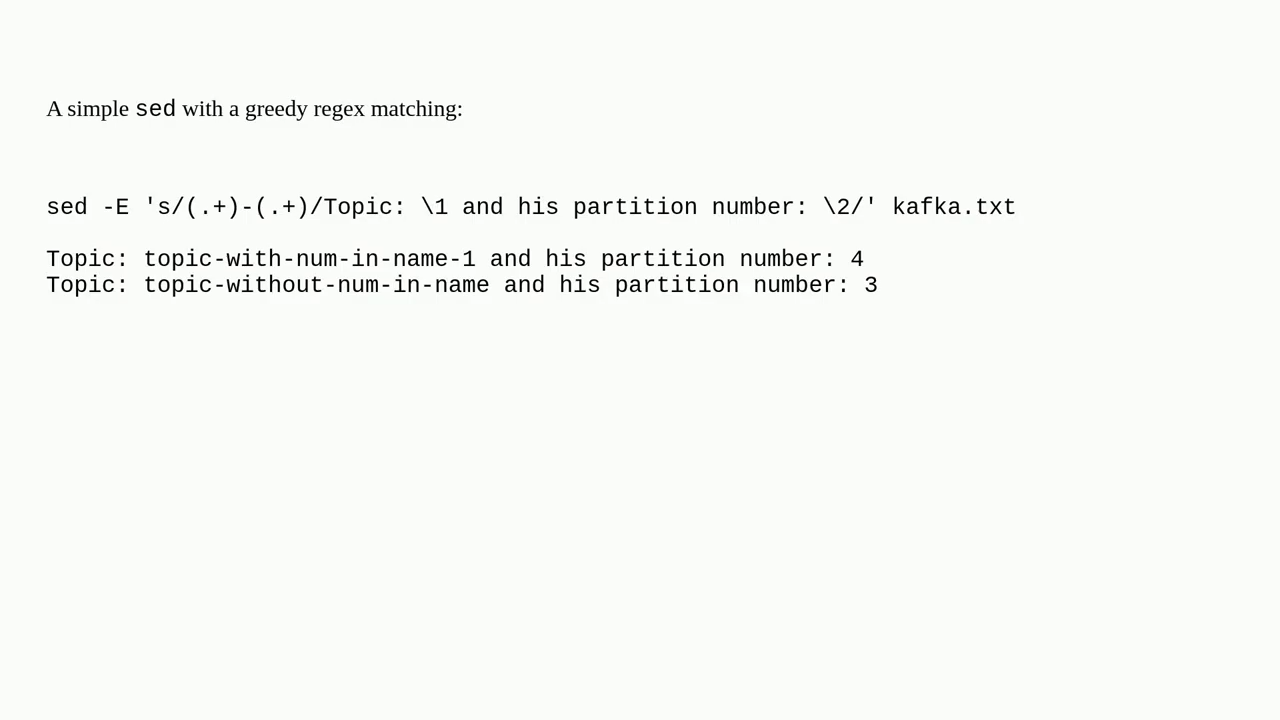 A simple sed with a greedy regex matching:
sed -E 's/(.+)-(.+)/Topic: \1 and his partition number: \2/' kafka.txt
Topic: topic-with-num-in-name-1 and his partition number: 4
Topic: topic-without-num-in-name and his partition number: 3